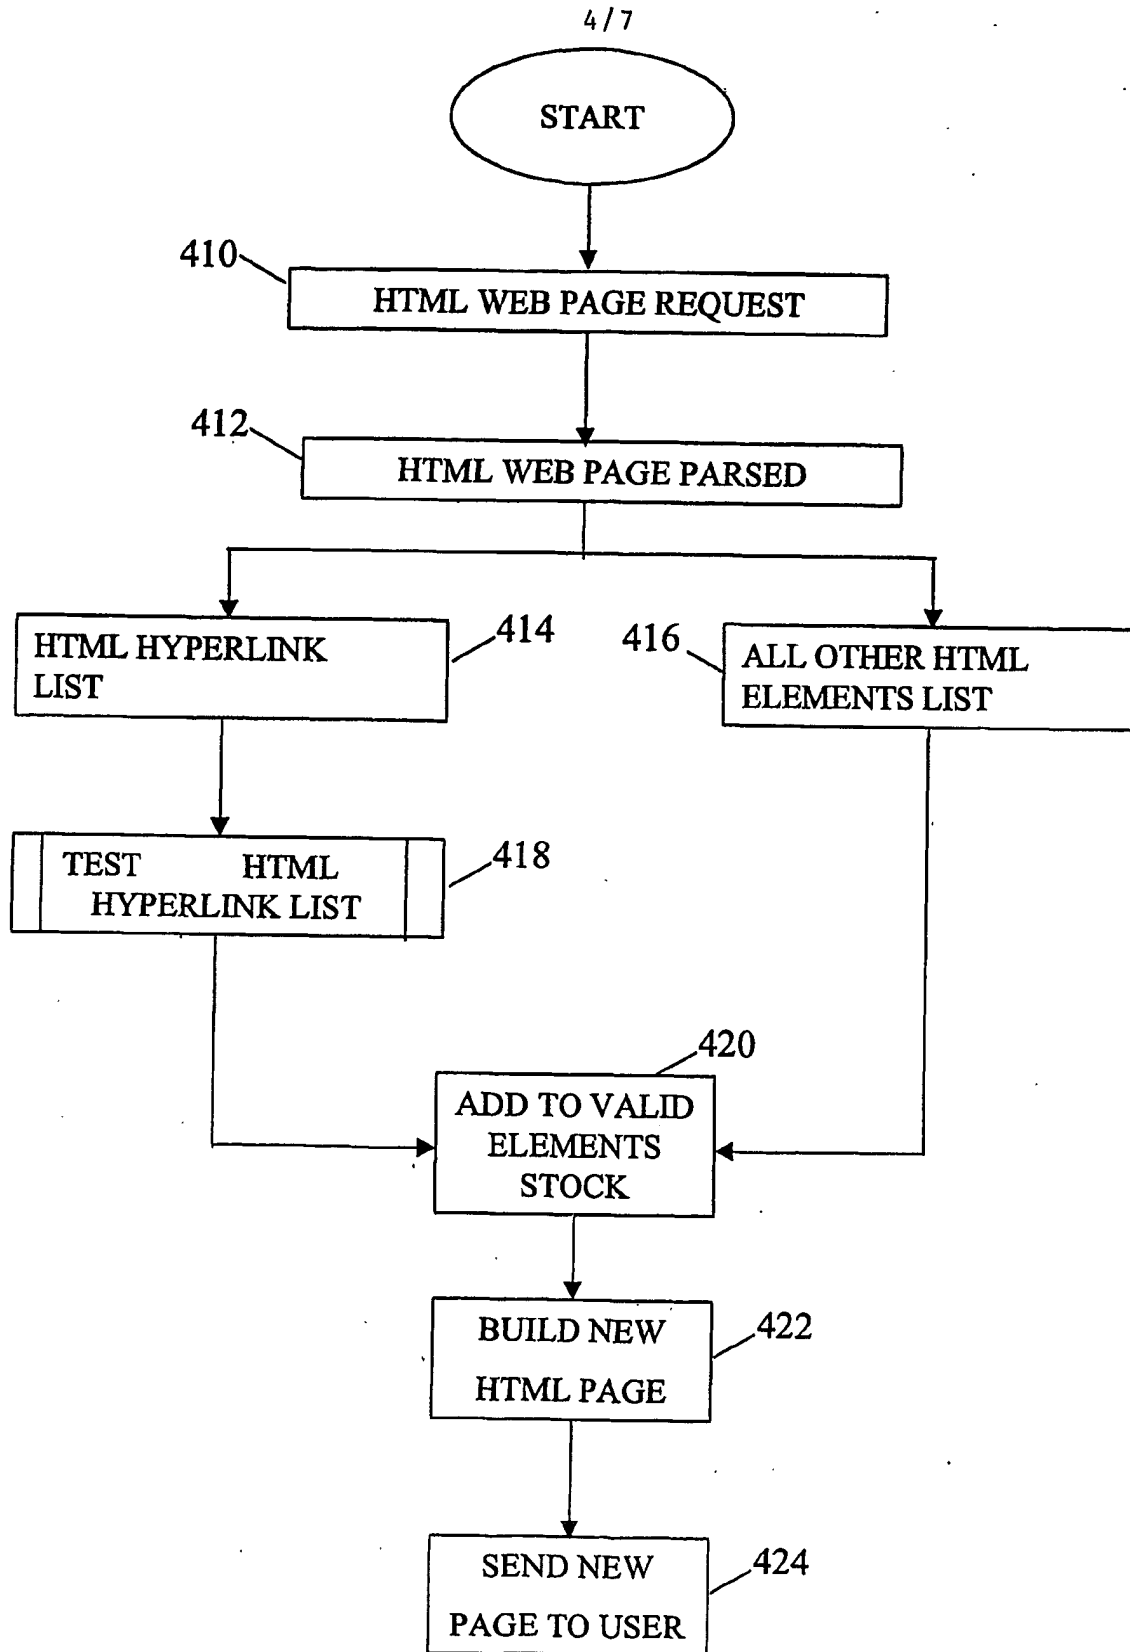 4/7
START
410
HTML WEB PAGE REQUEST
412
HTML WEB PAGE PARSED
HTML HYPERLINK
LIST
414
416
ALL OTHER HTML
ELEMENTS LIST
TEST HTML
HYPERLINK LIST
418
420
ADD TO VALID
ELEMENTS
STOCK
BUILD NEW
HTML PAGE
422
SEND NEW
PAGE TO USER
424